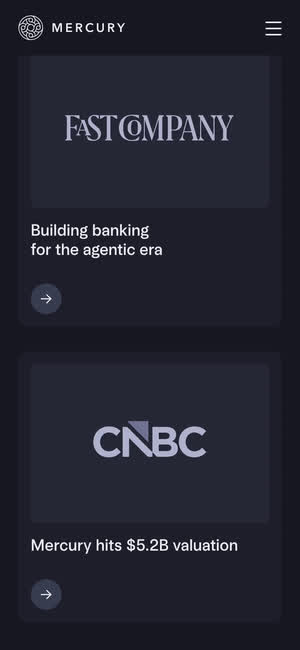 MERCURY
FAST COMPANY
Building banking
for the agentic era
CNBC
Mercury hits $5.2B valuation